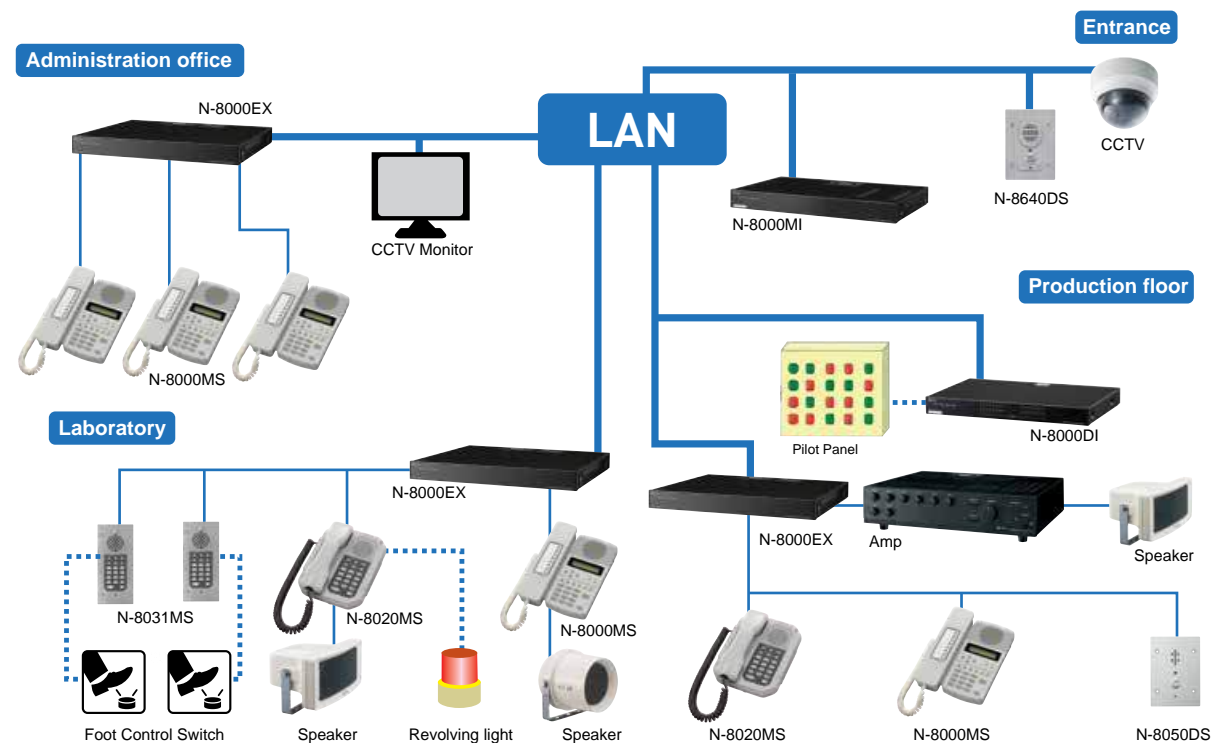 Entrance
Administration office
N-8000EX
LAN
CCTV
N-8640DS
N-8000MI
CCTV Monitor
Production floor
N-8000MS
Laboratory
N-8000DI
Pilot Panel
N-8000EX
N-8000EX
Amp
Speaker
N-8031MS
N-8020MS
N-8000MS
Foot Control Switch
Speaker
Revolving light
Speaker
N-8020MS
N-8000MS
N-8050DS